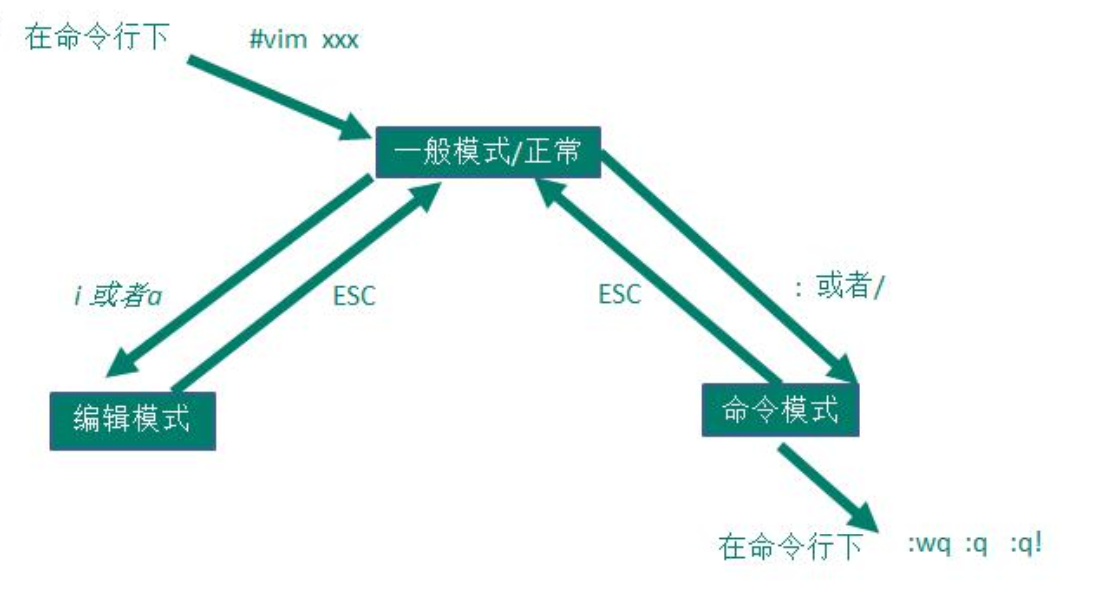 在命令行下 #vim xxx
一般模式/正常
i 或者a
ESC
ESC
: 或者/
编辑模式
命令模式
在命令行下 :wq :q :q!